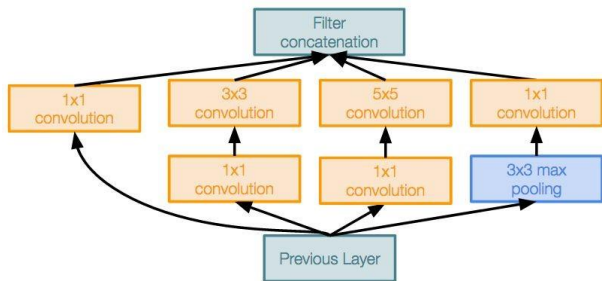 Filter
concatenation
1x1
convolution
3x3
convolution
5x5
convolution
1x1
convolution
1x1
convolution
1x1
convolution
3x3 max
pooling
Previous Layer